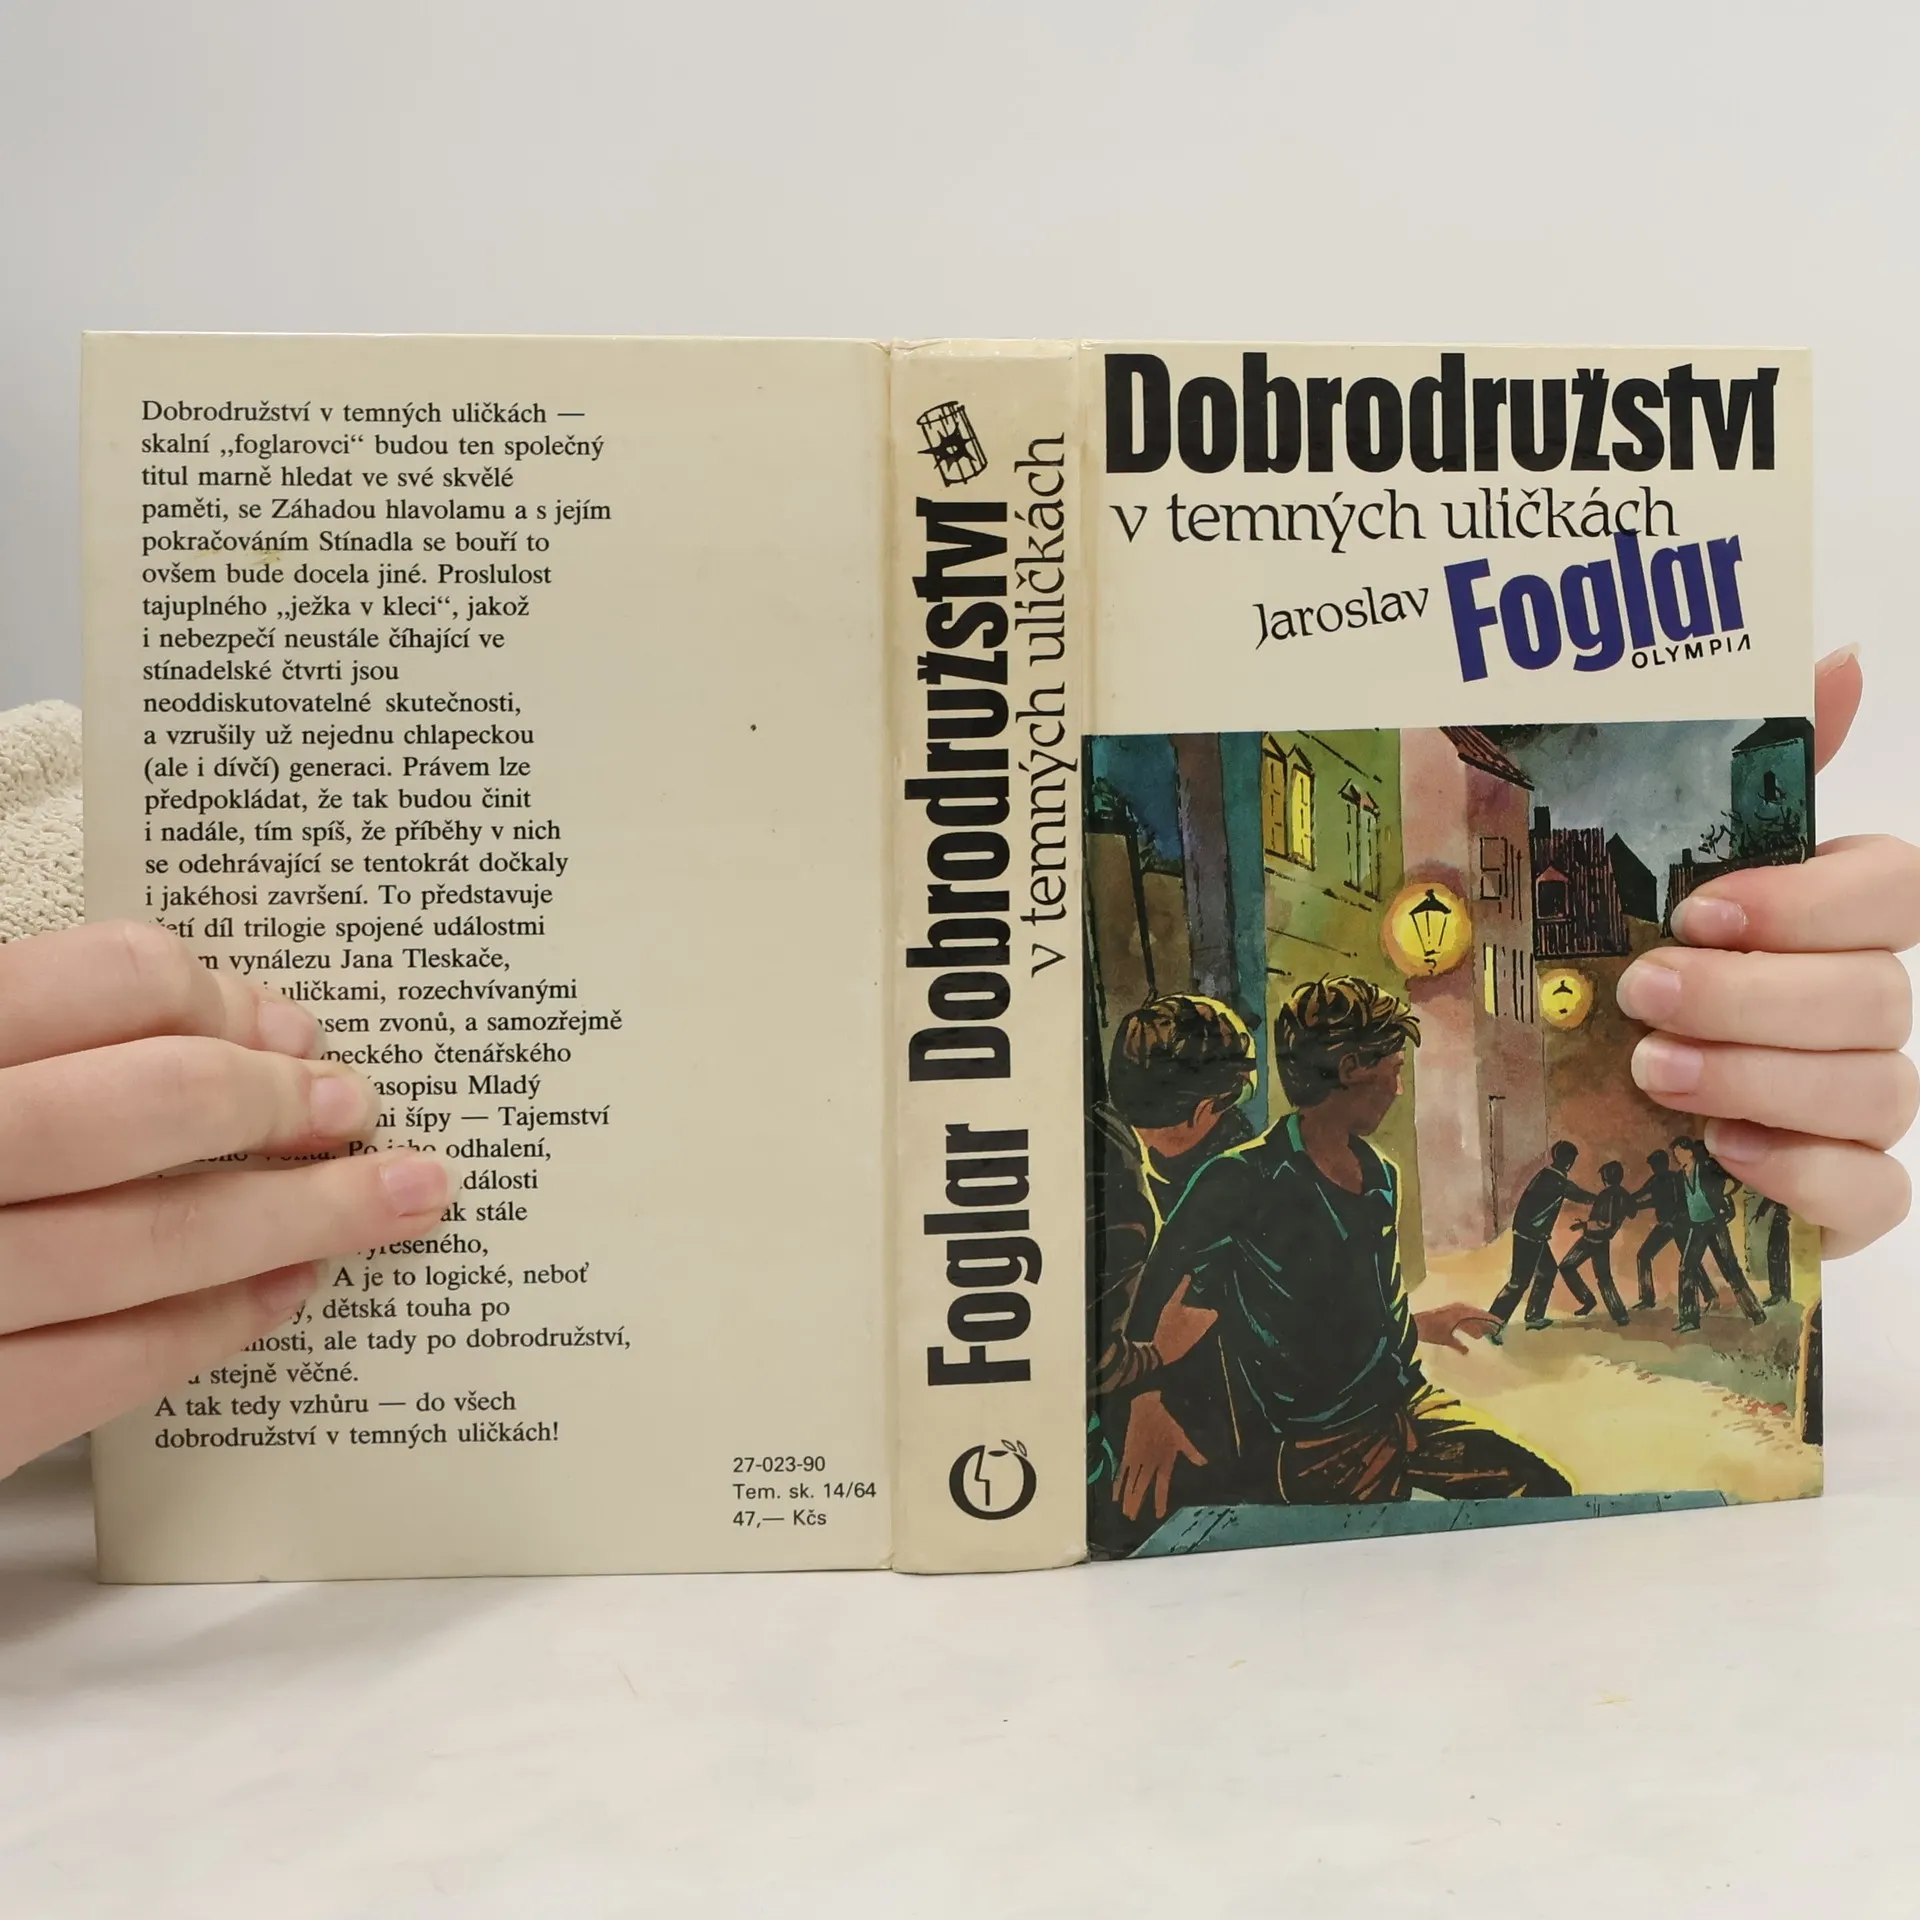 Dobrodružství v temných uličkách —
skalní „foglarovci“ budou ten společný
titul marně hledat ve své skvělé
paměti, se Záhadou hlavolamu a s jejím
pokračováním Stínadla se bouří to
ovšem bude docela jiné. Proslulost
tajuplného „ježka v kleci“, jakož
i nebezpečí neustále číhající ve
stínadelské čtvrti jsou
neoddiskutovatelné skutečnosti,
a vzrušily už nejednu chlapeckou
(ale i dívčí) generaci. Právem lze
předpokládat, že tak budou činit
i nadále, tím spíš, že příběhy v nich
se odehrávající se tentokrát dočkaly
i jakéhosi završení. To představuje
díl trilogie spojené událostmi
vynálezu Jana Tleskače,
uličkami, rozechvívanými
zvonů, a samozřejmě
čtenářského
Mladý
šípy — Tajemství
odhalení,
stále
A je to logické, neboť
dětská touha po
ale tady po dobrodružství,
stejně věčné.
A tak tedy vzhůru — do všech
dobrodružství v temných uličkách!
27-023-90
Tem. sk. 14/64
47,— Kčs
Foglar Dobrodružství
v temných uličkách
Dobrodružství
v temných uličkách
Jaroslav Foglar
OLYMPIA